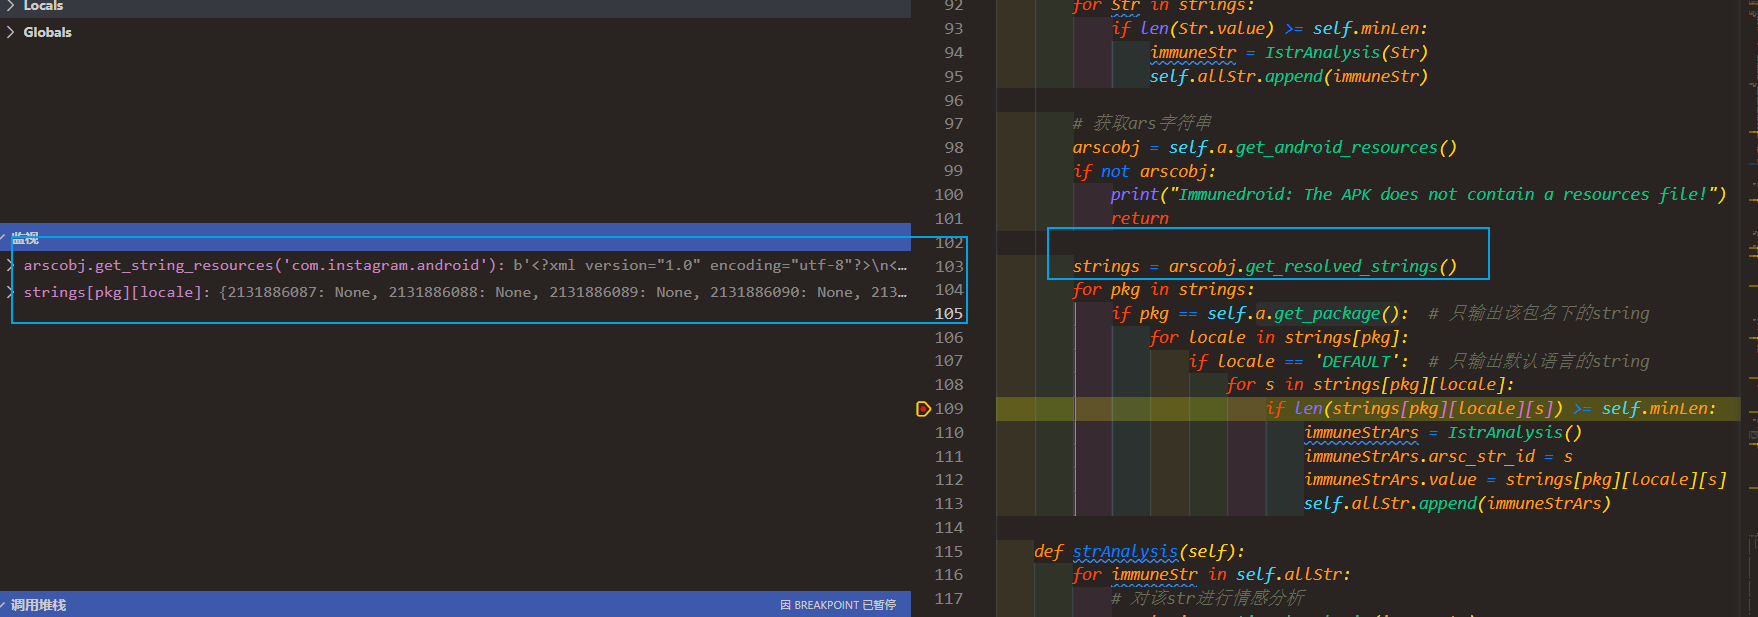 Locals
Globals
监视
arscobj.get_string_resources('com.instagram.android'): b'<?xml version="1.0" encoding="utf-8"?>\n<…
strings[pkg][locale]: {2131886087: None, 2131886088: None, 2131886089: None, 2131886090: None, 213…
调用堆栈
因 BREAKPOINT 已暂停
92 for Str in strings:
93 if len(Str.value) >= self.minLen:
94 immuneStr = IstrAnalysis(Str)
95 self.allStr.append(immuneStr)
96
97 # 获取ars字符串
98 arscobj = self.a.get_android_resources()
99 if not arscobj:
100 print("Immunedroid: The APK does not contain a resources file!")
101 return
102
103 strings = arscobj.get_resolved_strings()
104 for pkg in strings:
105 if pkg == self.a.get_package(): # 只输出该包名下的string
106 for locale in strings[pkg]:
107 if locale == 'DEFAULT': # 只输出默认语言的string
108 for s in strings[pkg][locale]:
109 if len(strings[pkg][locale][s]) >= self.minLen:
110 immuneStrArs = IstrAnalysis()
111 immuneStrArs.arsc_str_id = s
112 immuneStrArs.value = strings[pkg][locale][s]
113 self.allStr.append(immuneStrArs)
114
115 def strAnalysis(self):
116 for immuneStr in self.allStr:
117 # 对该str进行情感分析